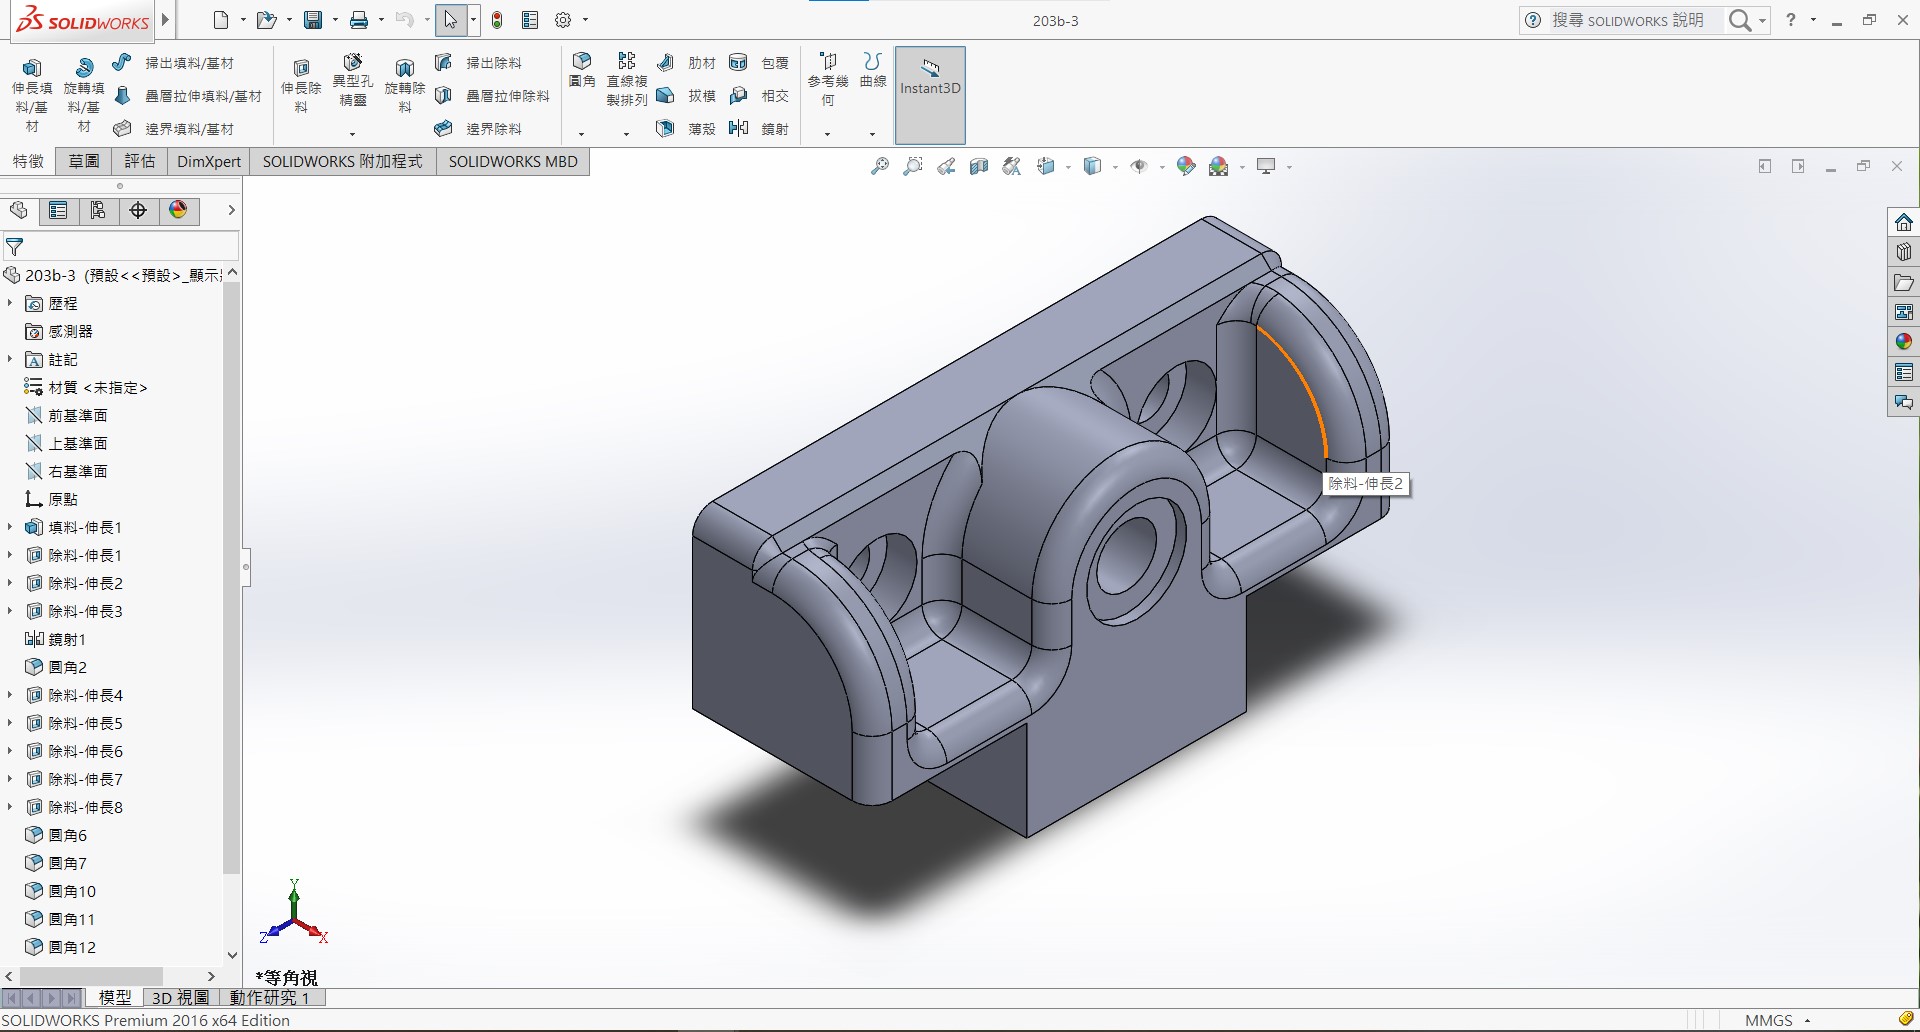 SOLIDWORKS
203b-3
搜尋 SOLIDWORKS 說明
伸長填料/基材
旋轉填料/基材
掃出填料/基材
疊層拉伸填料/基材
邊界填料/基材
伸長除料
異型孔精靈
旋轉除料
掃出除料
疊層拉伸除料
邊界除料
圓角
直線複製排列
肋材
拔模
薄殼
包覆
相交
鏡射
參考幾何
曲線
Instant3D
特徵
草圖
評估
DimXpert
SOLIDWORKS 附加程式
SOLIDWORKS MBD
203b-3 (預設<<預設>_顯示
歷程
感測器
註記
材質 <未指定>
前基準面
上基準面
右基準面
原點
填料-伸長1
除料-伸長1
除料-伸長2
除料-伸長3
鏡射1
圓角2
除料-伸長4
除料-伸長5
除料-伸長6
除料-伸長7
除料-伸長8
圓角6
圓角7
圓角10
圓角11
圓角12
除料-伸長2
Y
Z
X
*等角視
模型
3D 視圖
動作研究 1
SOLIDWORKS Premium 2016 x64 Edition
MMGS